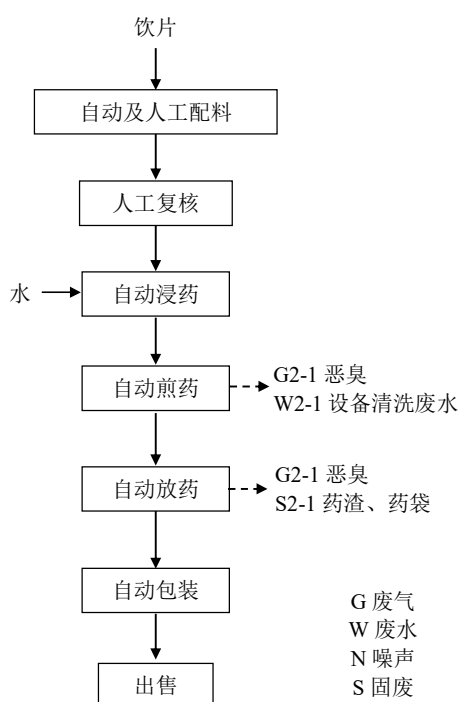 饮片
自动及人工配料
人工复核
水
自动浸药
自动煎药
G2-1 恶臭
W2-1 设备清洗废水
自动放药
G2-1 恶臭
S2-1 药渣、药袋
自动包装
出售
G 废气
W 废水
N 噪声
S 固废